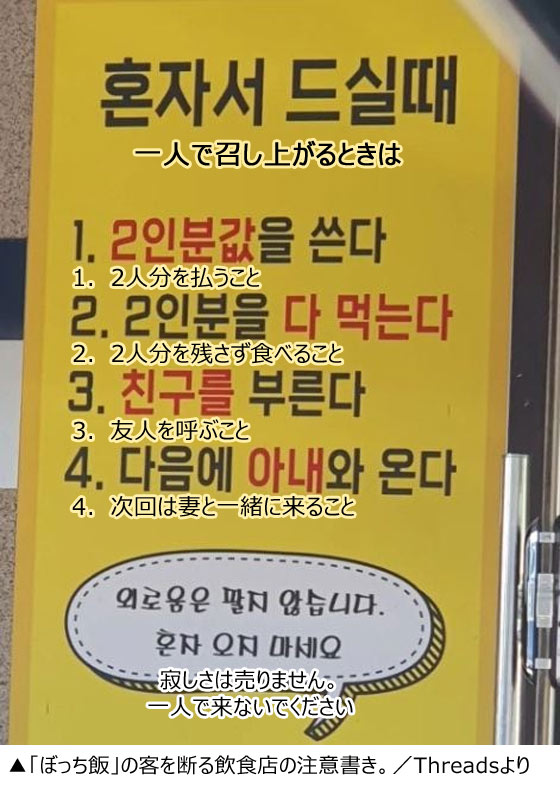 혼자서 드실때
一人で召し上がるときは
1. 2인분값을 쓴다
1. 2人分を払うこと
2. 2인분을 다 먹는다
2. 2人分を残さず食べること
3. 친구를 부른다
3. 友人を呼ぶこと
4. 다음에 아내와 온다
4. 次回は妻と一緒に来ること
외로움은 팔지 않습니다.
혼자 오지 마세요
寂しさは売りません。
一人で来ないでください
▲「ぼっち飯」の客を断る飲食店の注意書き。／Threadsより